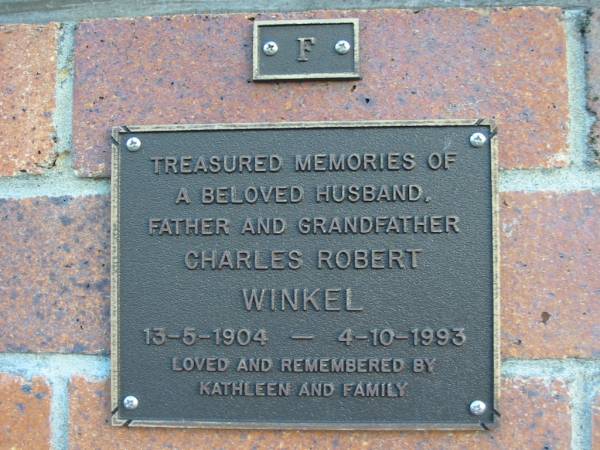 F
TREASURED MEMORIES OF
A BELOVED HUSBAND,
FATHER AND GRANDFATHER
CHARLES ROBERT
WINKEL
13-5-1904 — 4-10-1993
LOVED AND REMEMBERED BY
KATHLEEN AND FAMILY